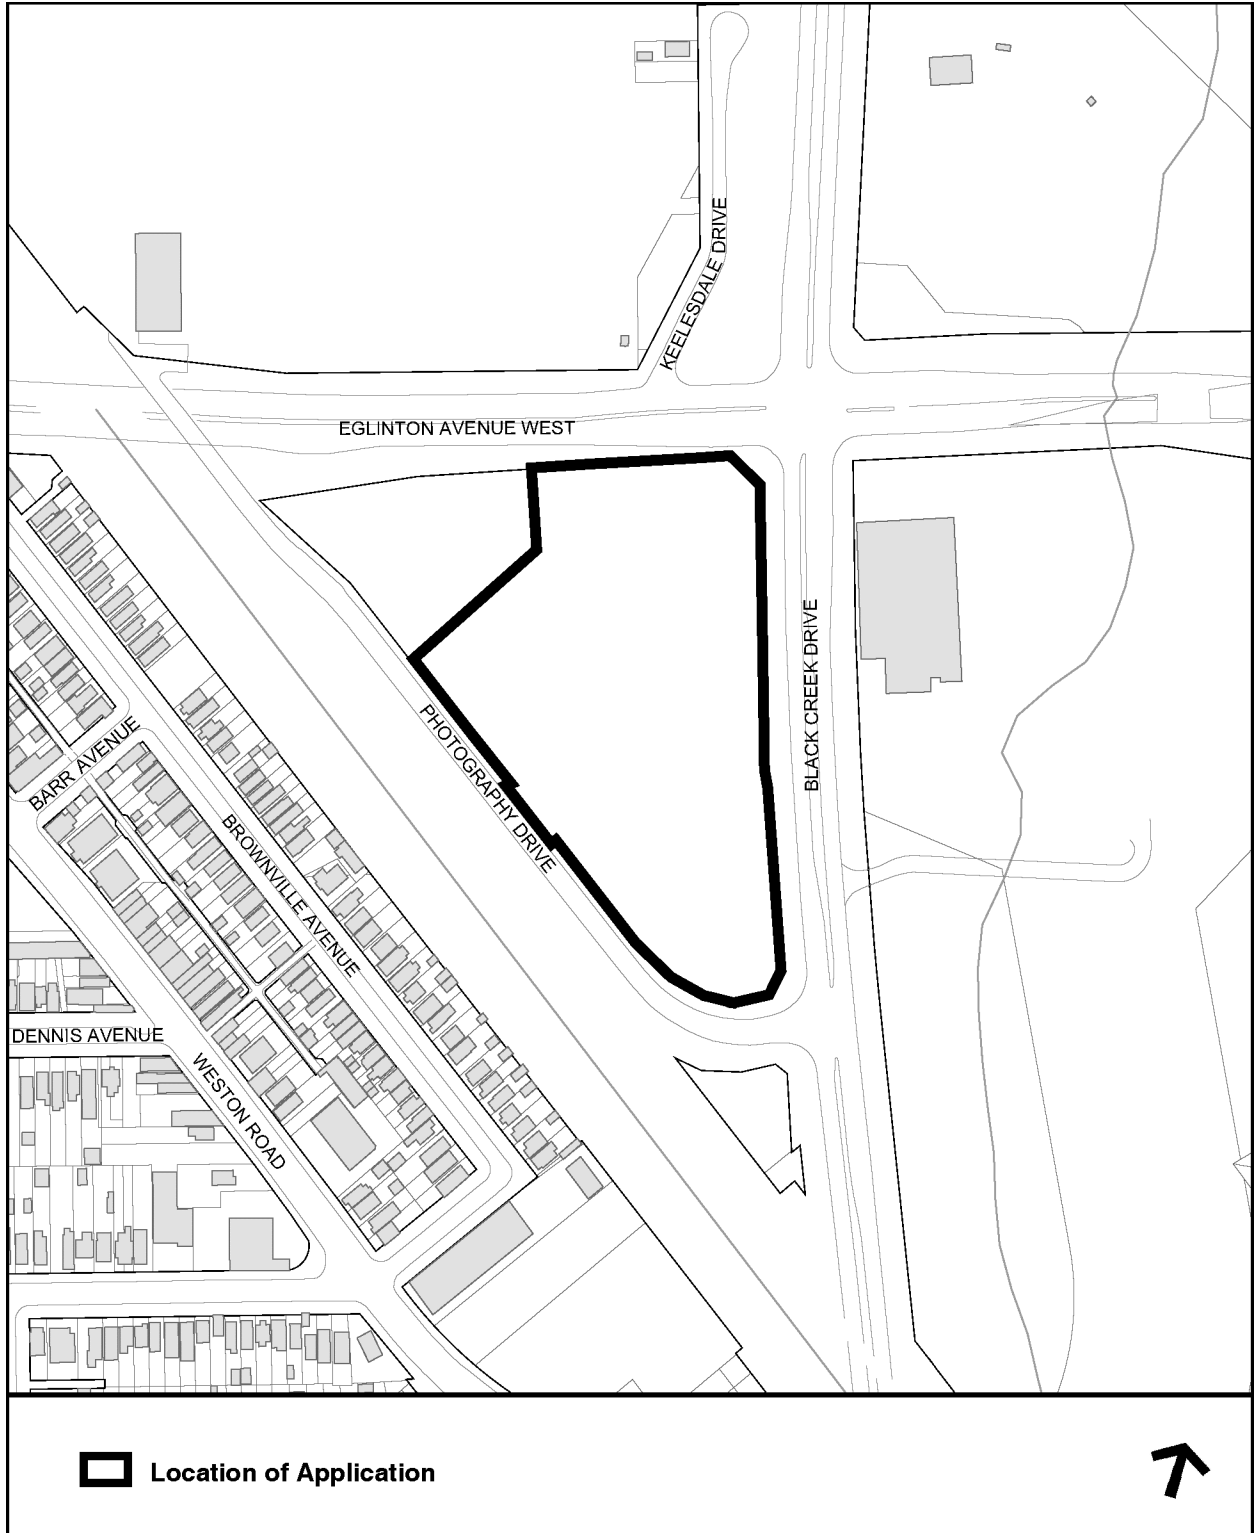 KEELESDALE DRIVE
EGLINTON AVENUE WEST
BLACK CREEK DRIVE
PHOTOGRAPHY DRIVE
BARR AVENUE
BROWNVILLE AVENUE
DENNIS AVENUE
WESTON ROAD
Location of Application